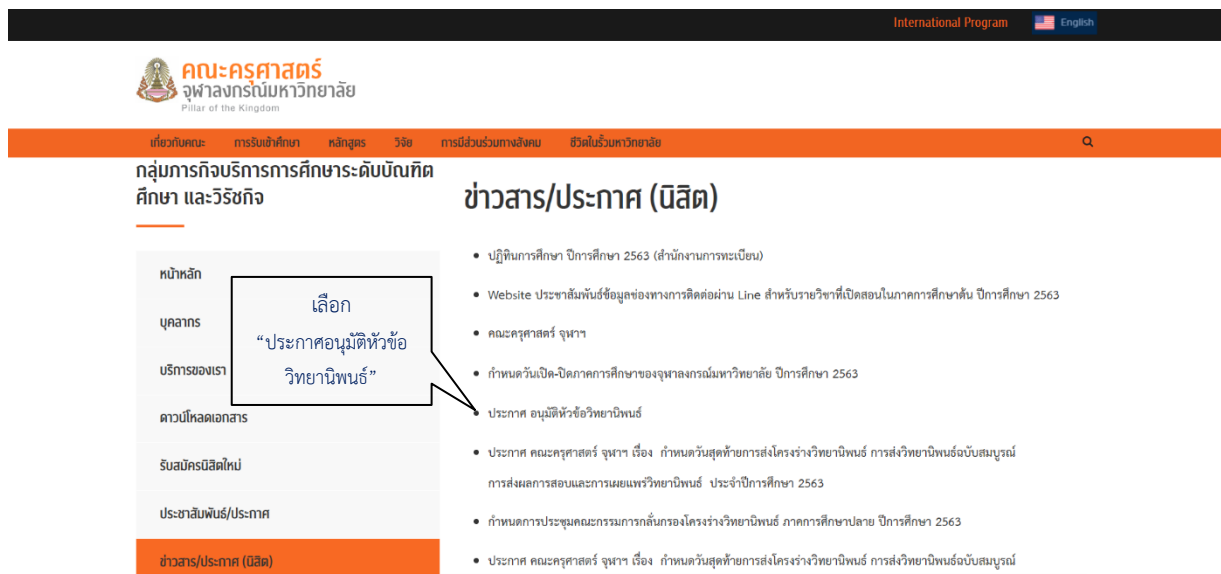 International Program
English
คณะครุศาสตร์
จุฬาลงกรณ์มหาวิทยาลัย
Pillar of the Kingdom
เกี่ยวกับคณะ การรับเข้าศึกษา หลักสูตร วิจัย การมีส่วนร่วมทางสังคม ชีวิตในรั้วมหาวิทยาลัย
กลุ่มภารกิจบริการการศึกษาระดับบัณฑิต
ศึกษา และวิรัชกิจ
หน้าหลัก
บุคลากร
บริการของเรา
ดาวน์โหลดเอกสาร
รับสมัครนิสิตใหม่
ประชาสัมพันธ์/ประกาศ
ข่าวสาร/ประกาศ (นิสิต)
เลือก
“ประกาศอนุมัติหัวข้อ
วิทยานิพนธ์”
ข่าวสาร/ประกาศ (นิสิต)
ปฏิทินการศึกษา ปีการศึกษา 2563 (สำนักงานการทะเบียน)
Website ประชาสัมพันธ์ข้อมูลช่องทางการติดต่อผ่าน Line สำหรับรายวิชาที่เปิดสอนในภาคการศึกษาต้น ปีการศึกษา 2563
คณะครุศาสตร์ จุฬาฯ
กำหนดวันเปิด-ปิดภาคการศึกษาของจุฬาลงกรณ์มหาวิทยาลัย ปีการศึกษา 2563
ประกาศ อนุมัติหัวข้อวิทยานิพนธ์
ประกาศ คณะครุศาสตร์ จุฬาฯ เรื่อง กำหนดวันสุดท้ายการส่งโครงร่างวิทยานิพนธ์ การส่งวิทยานิพนธ์ฉบับสมบูรณ์
การส่งผลการสอบและการเผยแพร่วิทยานิพนธ์ ประจำปีการศึกษา 2563
กำหนดการประชุมคณะกรรมการกลั่นกรองโครงร่างวิทยานิพนธ์ ภาคการศึกษาปลาย ปีการศึกษา 2563
ประกาศ คณะครุศาสตร์ จุฬาฯ เรื่อง กำหนดวันสุดท้ายการส่งโครงร่างวิทยานิพนธ์ การส่งวิทยานิพนธ์ฉบับสมบูรณ์